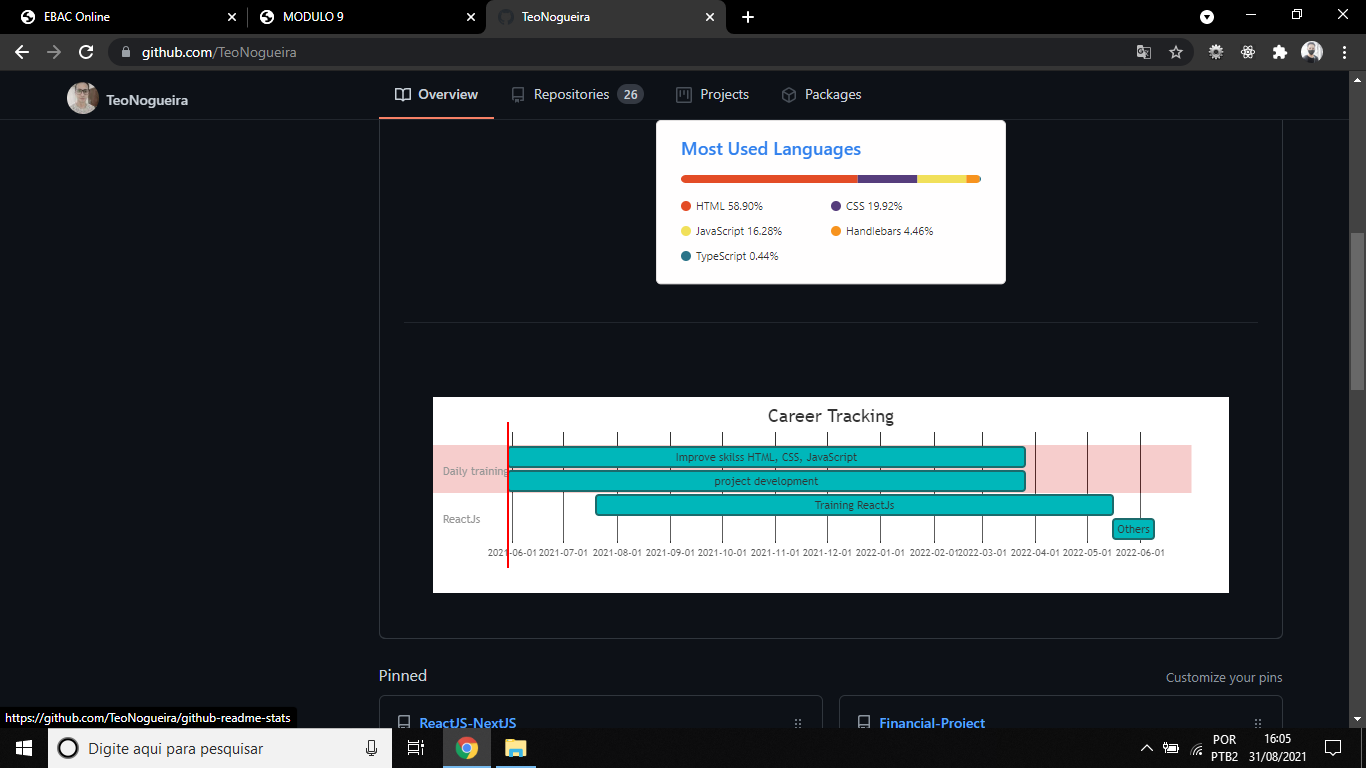 EBAC Online
MODULO 9
TeoNogueira
github.com/TeoNogueira
TeoNogueira
Overview
Repositories 26
Projects
Packages
Most Used Languages
HTML 58.90%
CSS 19.92%
JavaScript 16.28%
Handlebars 4.46%
TypeScript 0.44%
Career Tracking
Daily training
Improve skilss HTML, CSS, JavaScript
project development
ReactJs
Training ReactJs
Others
2021-06-01 2021-07-01 2021-08-01 2021-09-01 2021-10-01 2021-11-01 2021-12-01 2022-01-01 2022-02-01 2022-03-01 2022-04-01 2022-05-01 2022-06-01
Pinned
Customize your pins
ReactJS-NextJS
Financial-Project
https://github.com/TeoNogueira/github-readme-stats
Digite aqui para pesquisar
POR
PTB2
16:05
31/08/2021